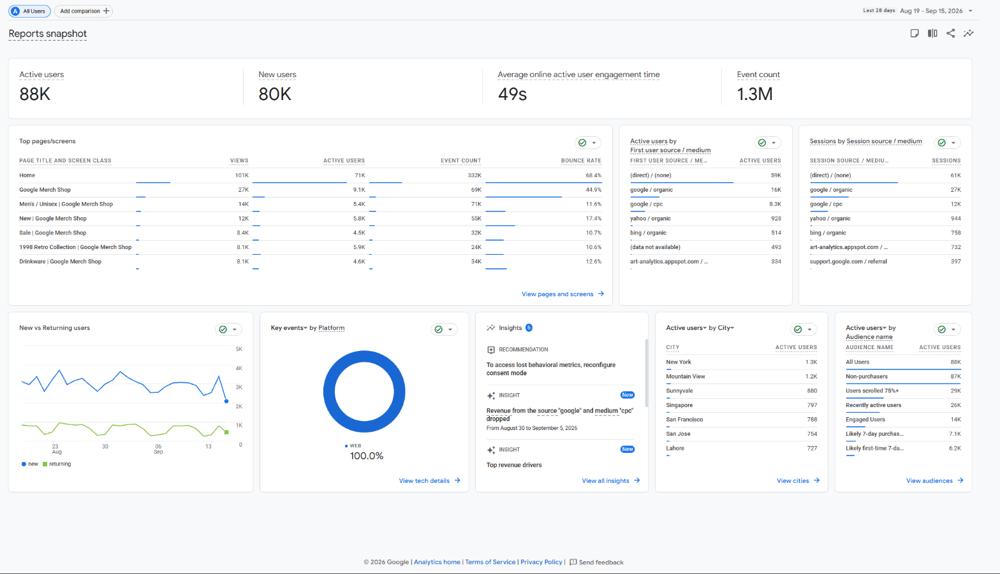 A All Users
Add comparison +
Last 28 days Aug 19 - Sep 15, 2026
Reports snapshot
Active users
88K
New users
80K
Average online active user engagement time
49s
Event count
1.3M
Top pages/screens
PAGE TITLE AND SCREEN CLASS VIEWS ACTIVE USERS EVENT COUNT BOUNCE RATE
Home 101K 71K 332K 68.4%
Google Merch Shop 27K 9.1K 69K 44.9%
Men's / Unisex | Google Merch Shop 14K 5.4K 71K 11.6%
New | Google Merch Shop 12K 5.8K 55K 17.4%
Sale | Google Merch Shop 8.4K 4.5K 32K 10.7%
1998 Retro Collection | Google Merch Shop 8.1K 5.9K 24K 10.6%
Drinkware | Google Merch Shop 8.1K 4.6K 34K 12.6%
View pages and screens
Active users by
First user source / medium
FIRST USER SOURCE / ME... ACTIVE USERS
(direct) / (none) 59K
google / organic 16K
google / cpc 8.3K
yahoo / organic 928
bing / organic 514
(data not available) 493
art-analytics.appspot.com / ... 334
Sessions by Session source / medium
SESSION SOURCE / MEDIU... SESSIONS
(direct) / (none) 61K
google / organic 27K
google / cpc 12K
yahoo / organic 944
bing / organic 758
art-analytics.appspot.com / ... 732
support.google.com / referral 397
New vs Returning users
5K
4K
3K
2K
1K
0
23 30 06 13
Aug Sep
new returning
Key events by Platform
WEB
100.0%
View tech details
Insights 6
RECOMMENDATION
To access lost behavioral metrics, reconfigure
consent mode
INSIGHT New
Revenue from the source "google" and medium "cpc"
dropped
From August 30 to September 5, 2026
INSIGHT New
Top revenue drivers
View all insights
Active users by City
CITY ACTIVE USERS
New York 1.3K
Mountain View 1.2K
Sunnyvale 880
Singapore 797
San Francisco 788
San Jose 754
Lahore 727
View cities
Active users by
Audience name
AUDIENCE NAME ACTIVE USERS
All Users 88K
Non-purchasers 87K
Users scrolled 75%+ 29K
Recently active users 26K
Engaged Users 14K
Likely 7-day purchas... 7.1K
Likely first-time 7-da... 6.2K
View audiences
© 2026 Google | Analytics home | Terms of Service | Privacy Policy | Send feedback